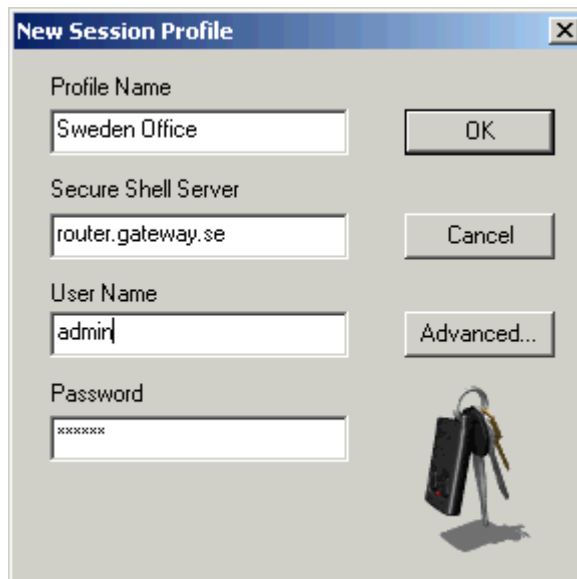 New Session Profile
Profile Name
Sweden Office
OK
Secure Shell Server
router.gateway.se
Cancel
User Name
admin
Advanced...
Password
xxxxxx